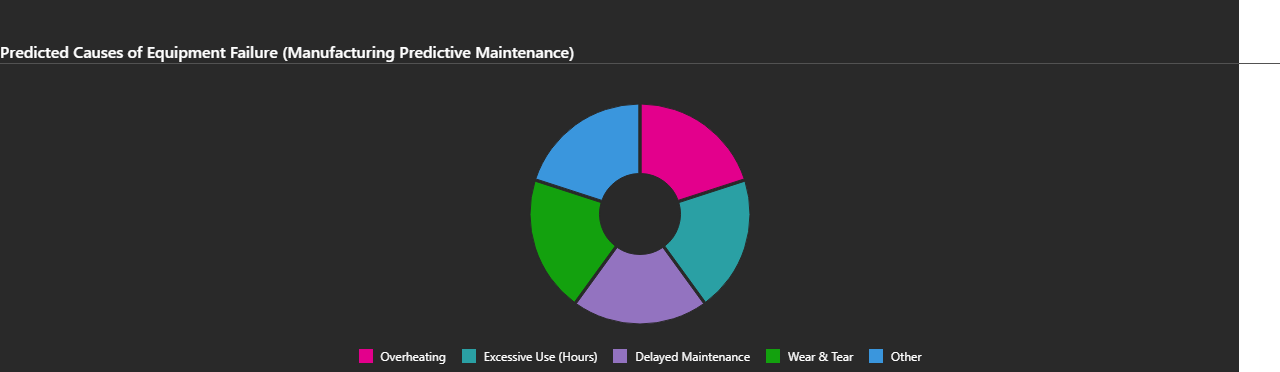 Predicted Causes of Equipment Failure (Manufacturing Predictive Maintenance)
Overheating Excessive Use (Hours) Delayed Maintenance Wear & Tear Other